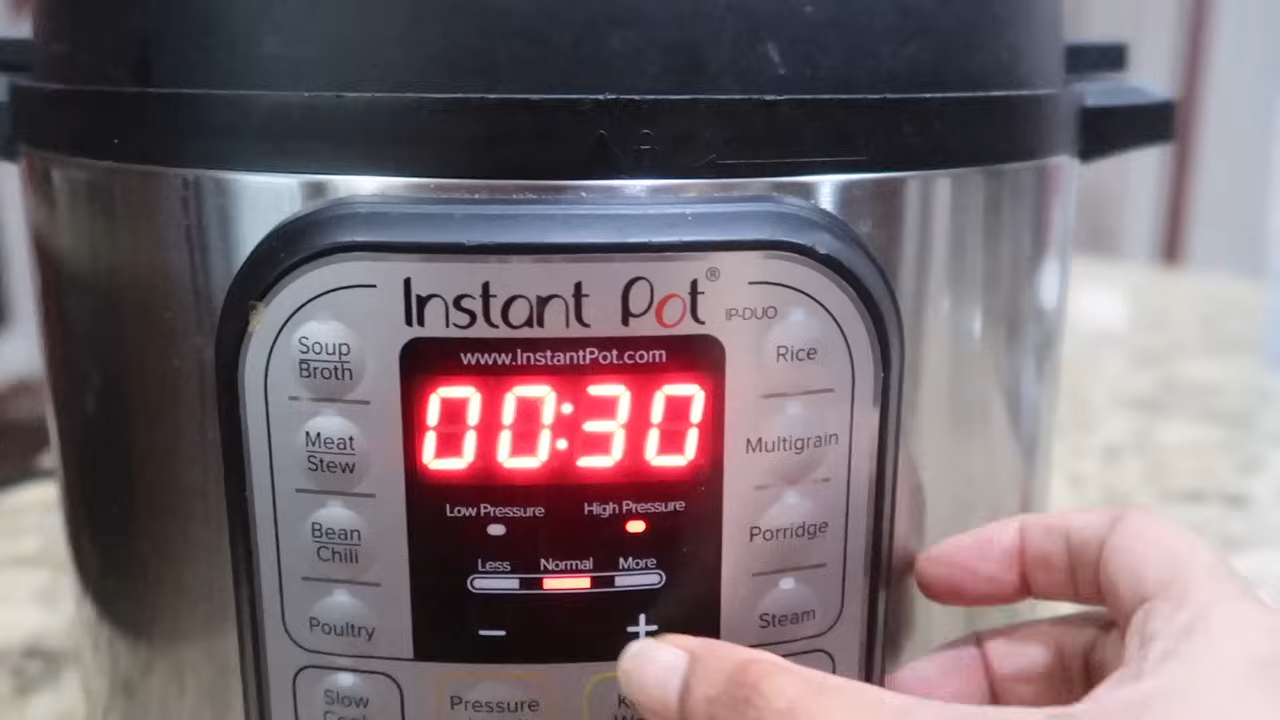 Instant Pot®
IP-DUO
www.InstantPot.com
00:30
Low Pressure
High Pressure
Less
Normal
More
−
+
Soup
Broth
Meat
Stew
Bean
Chili
Poultry
Slow
Rice
Multigrain
Porridge
Steam
Pressure